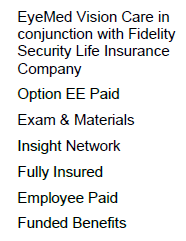 EyeMed Vision Care in
conjunction with Fidelity
Security Life Insurance
Company
Option EE Paid
Exam & Materials
Insight Network
Fully Insured
Employee Paid
Funded Benefits